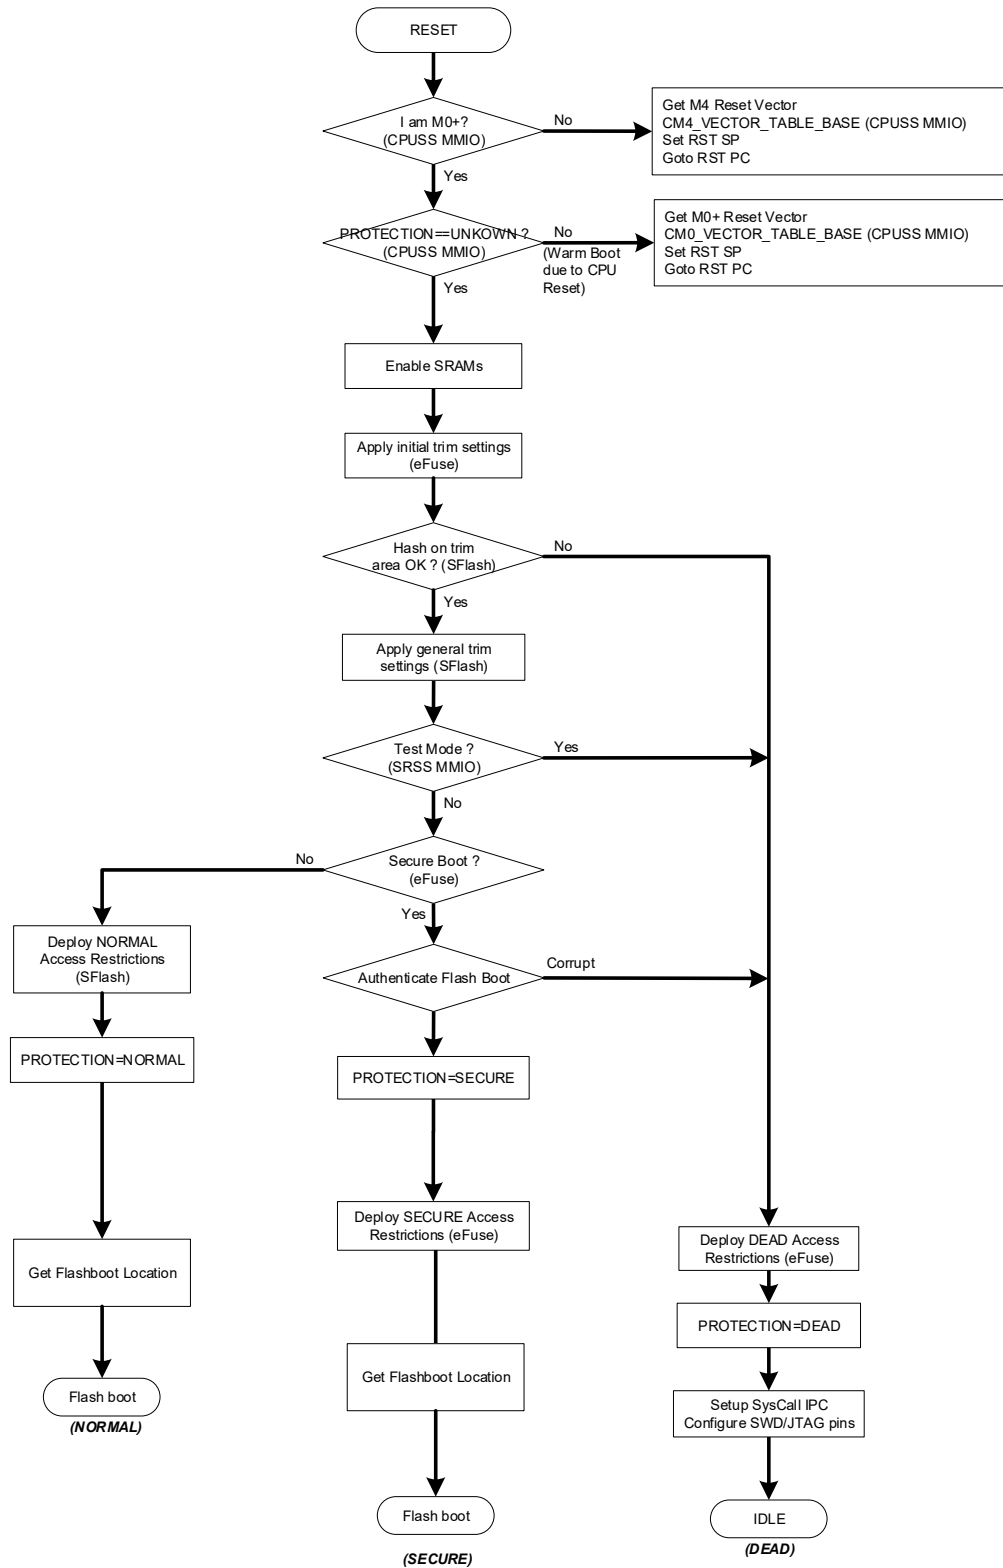 RESET
I am M0+?
(CPUSS MMIO)
No
Get M4 Reset Vector
CM4_VECTOR_TABLE_BASE (CPUSS MMIO)
Set RST SP
Goto RST PC
Yes
PROTECTION==UNKOWN ?
(CPUSS MMIO)
No
(Warm Boot
due to CPU
Reset)
Get M0+ Reset Vector
CM0_VECTOR_TABLE_BASE (CPUSS MMIO)
Set RST SP
Goto RST PC
Yes
Enable SRAMs
Apply initial trim settings
(eFuse)
Hash on trim
area OK ? (SFlash)
No
Yes
Apply general trim
settings (SFlash)
Test Mode ?
(SRSS MMIO)
Yes
No
Secure Boot ?
(eFuse)
No
Yes
Deploy NORMAL
Access Restrictions
(SFlash)
Authenticate Flash Boot
Corrupt
PROTECTION=NORMAL
PROTECTION=SECURE
Deploy SECURE Access
Restrictions (eFuse)
Deploy DEAD Access
Restrictions (eFuse)
Get Flashboot Location
PROTECTION=DEAD
Get Flashboot Location
Flash boot
(NORMAL)
Setup SysCall IPC
Configure SWD/JTAG pins
Flash boot
(SECURE)
IDLE
(DEAD)